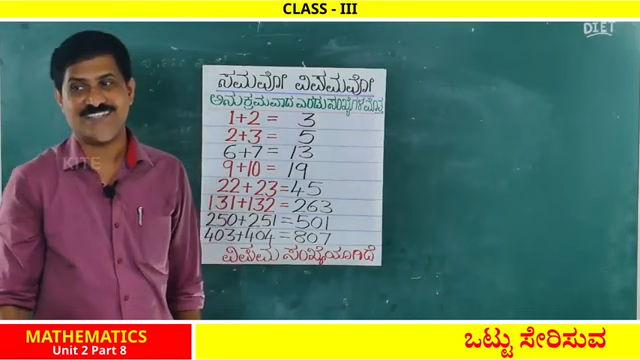 CLASS - III
DIET
ಸಮವೋ ವಿಷಮವೋ
ಅನುಕ್ರಮವಾದ ಎರಡು ಸಂಖ್ಯೆಗಳ ಮೊತ್ತ
1+2 = 3
2+3 = 5
6+7 = 13
9+10 = 19
22+23=45
131+132=263
250+251=501
403+404=807
ವಿಷಮ ಸಂಖ್ಯೆಯಾಗಿದೆ
KITE
MATHEMATICS
Unit 2 Part 8
ಒಟ್ಟು ಸೇರಿಸುವ